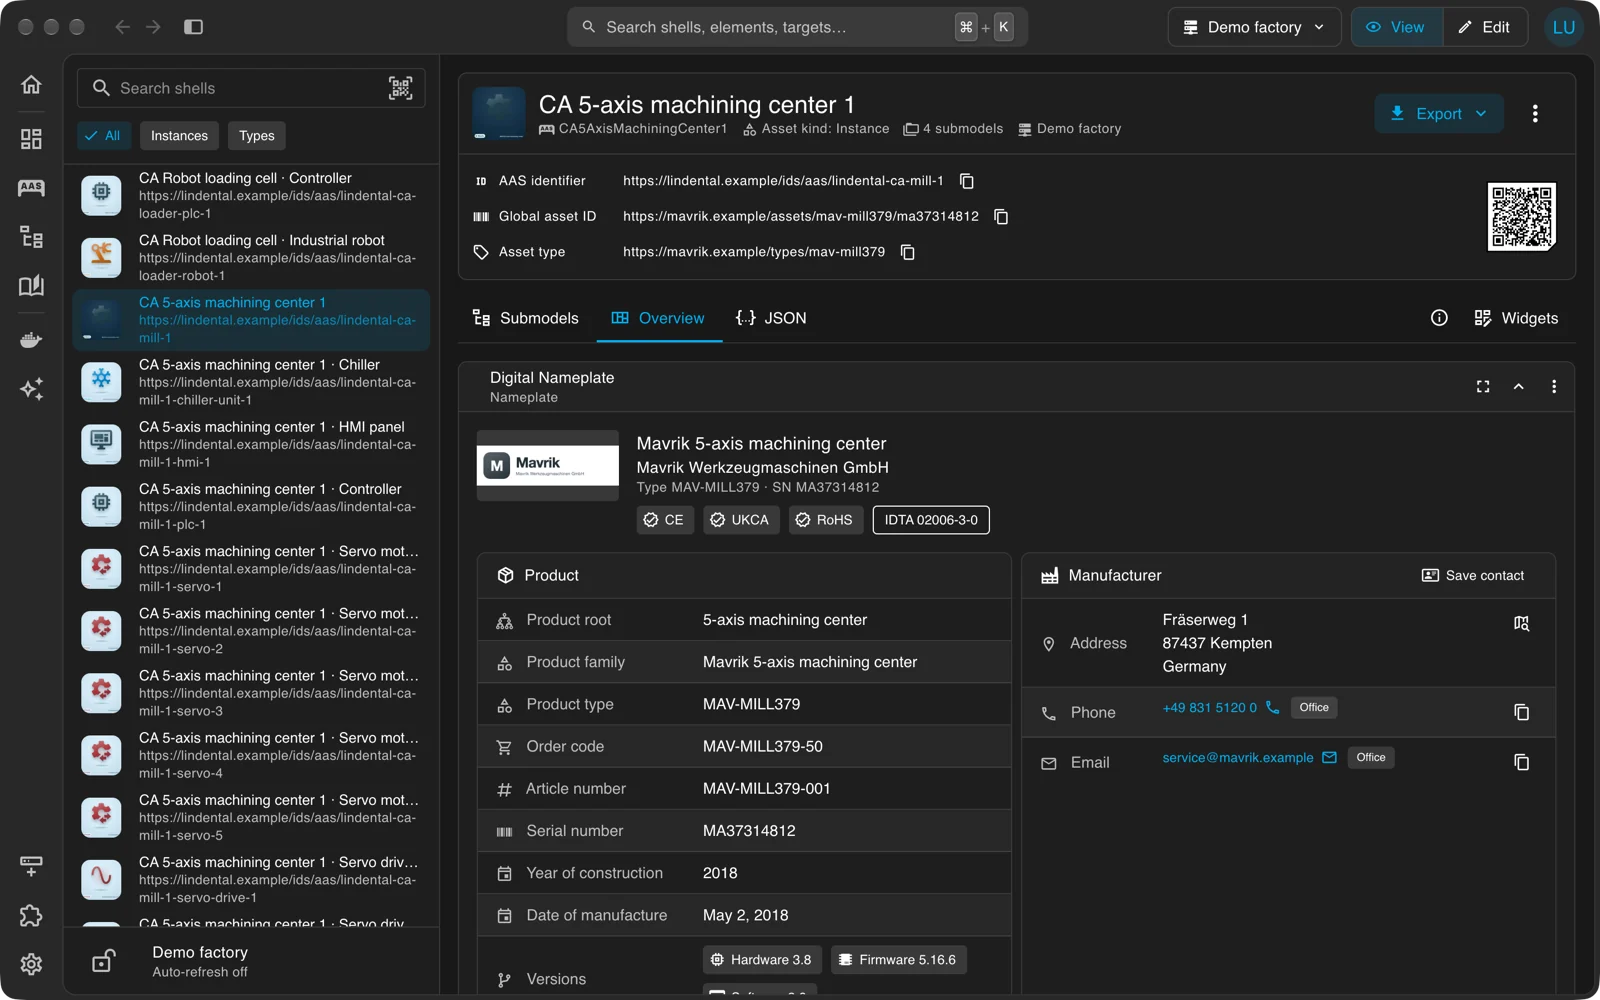 Search shells, elements, targets…
⌘ + K
Demo factory
View
Edit
LU
Search shells
All
Instances
Types
CA Robot loading cell · Controller
https://lindental.example/ids/aas/lindental-ca-
loader-plc-1
CA Robot loading cell · Industrial robot
https://lindental.example/ids/aas/lindental-ca-
loader-robot-1
CA 5-axis machining center 1
https://lindental.example/ids/aas/lindental-ca-
mill-1
CA 5-axis machining center 1 · Chiller
https://lindental.example/ids/aas/lindental-ca-
mill-1-chiller-unit-1
CA 5-axis machining center 1 · HMI panel
https://lindental.example/ids/aas/lindental-ca-
mill-1-hmi-1
CA 5-axis machining center 1 · Controller
https://lindental.example/ids/aas/lindental-ca-
mill-1-plc-1
CA 5-axis machining center 1 · Servo mot…
https://lindental.example/ids/aas/lindental-ca-
mill-1-servo-1
CA 5-axis machining center 1 · Servo mot…
https://lindental.example/ids/aas/lindental-ca-
mill-1-servo-2
CA 5-axis machining center 1 · Servo mot…
https://lindental.example/ids/aas/lindental-ca-
mill-1-servo-3
CA 5-axis machining center 1 · Servo mot…
https://lindental.example/ids/aas/lindental-ca-
mill-1-servo-4
CA 5-axis machining center 1 · Servo mot…
https://lindental.example/ids/aas/lindental-ca-
mill-1-servo-5
CA 5-axis machining center 1 · Servo driv…
https://lindental.example/ids/aas/lindental-ca-
mill-1-servo-drive-1
CA 5-axis machining center 1 · Servo driv…
Demo factory
Auto-refresh off
AAS
CA 5-axis machining center 1
CA5AxisMachiningCenter1
Asset kind: Instance
4 submodels
Demo factory
Export
ID AAS identifier
https://lindental.example/ids/aas/lindental-ca-mill-1
Global asset ID
https://mavrik.example/assets/mav-mill379/ma37314812
Asset type
https://mavrik.example/types/mav-mill379
Submodels
Overview
JSON
Widgets
Digital Nameplate
Nameplate
M Mavrik
Mavrik Werkzeugmaschinen GmbH
Mavrik 5-axis machining center
Mavrik Werkzeugmaschinen GmbH
Type MAV-MILL379 · SN MA37314812
CE
UKCA
RoHS
IDTA 02006-3-0
Product
Product root
5-axis machining center
Product family
Mavrik 5-axis machining center
Product type
MAV-MILL379
Order code
MAV-MILL379-50
Article number
MAV-MILL379-001
Serial number
MA37314812
Year of construction
2018
Date of manufacture
May 2, 2018
Versions
Hardware 3.8
Firmware 5.16.6
Manufacturer
Save contact
Address
Fräserweg 1
87437 Kempten
Germany
Phone
+49 831 5120 0
Office
Email
service@mavrik.example
Office